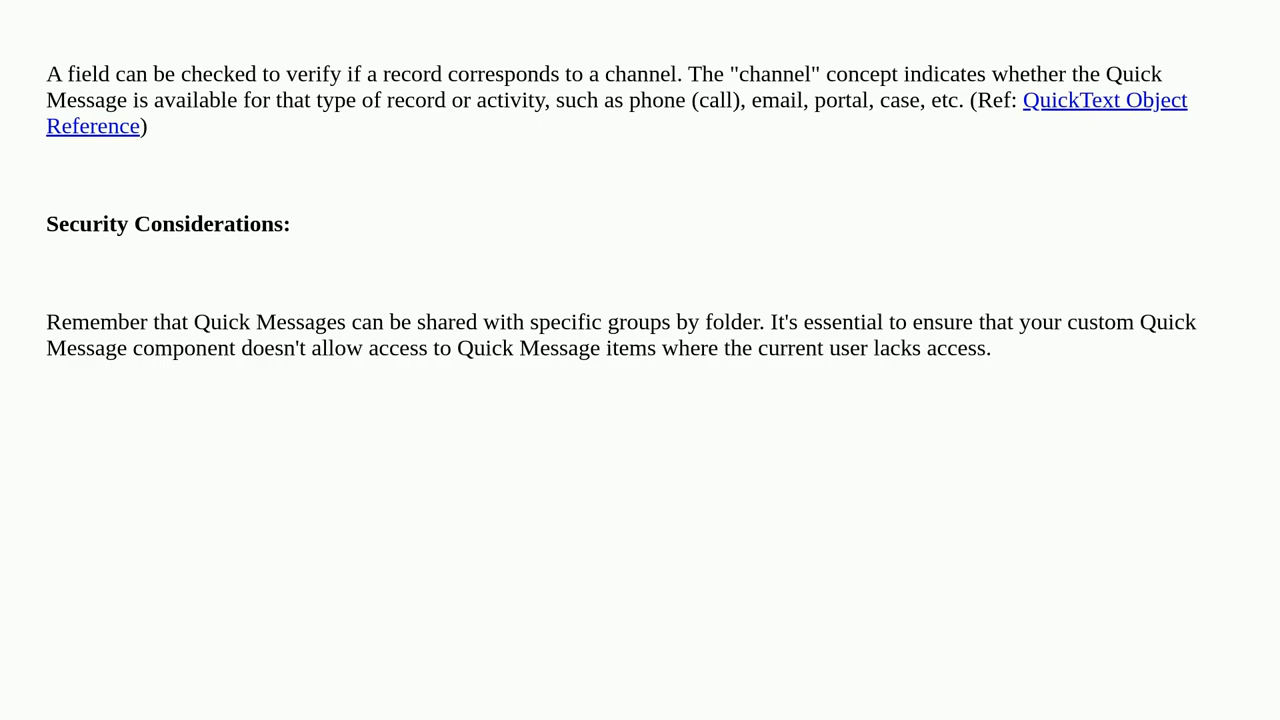 A field can be checked to verify if a record corresponds to a channel. The "channel" concept indicates whether the Quick
Message is available for that type of record or activity, such as phone (call), email, portal, case, etc. (Ref: QuickText Object
Reference)
Security Considerations:
Remember that Quick Messages can be shared with specific groups by folder. It's essential to ensure that your custom Quick
Message component doesn't allow access to Quick Message items where the current user lacks access.